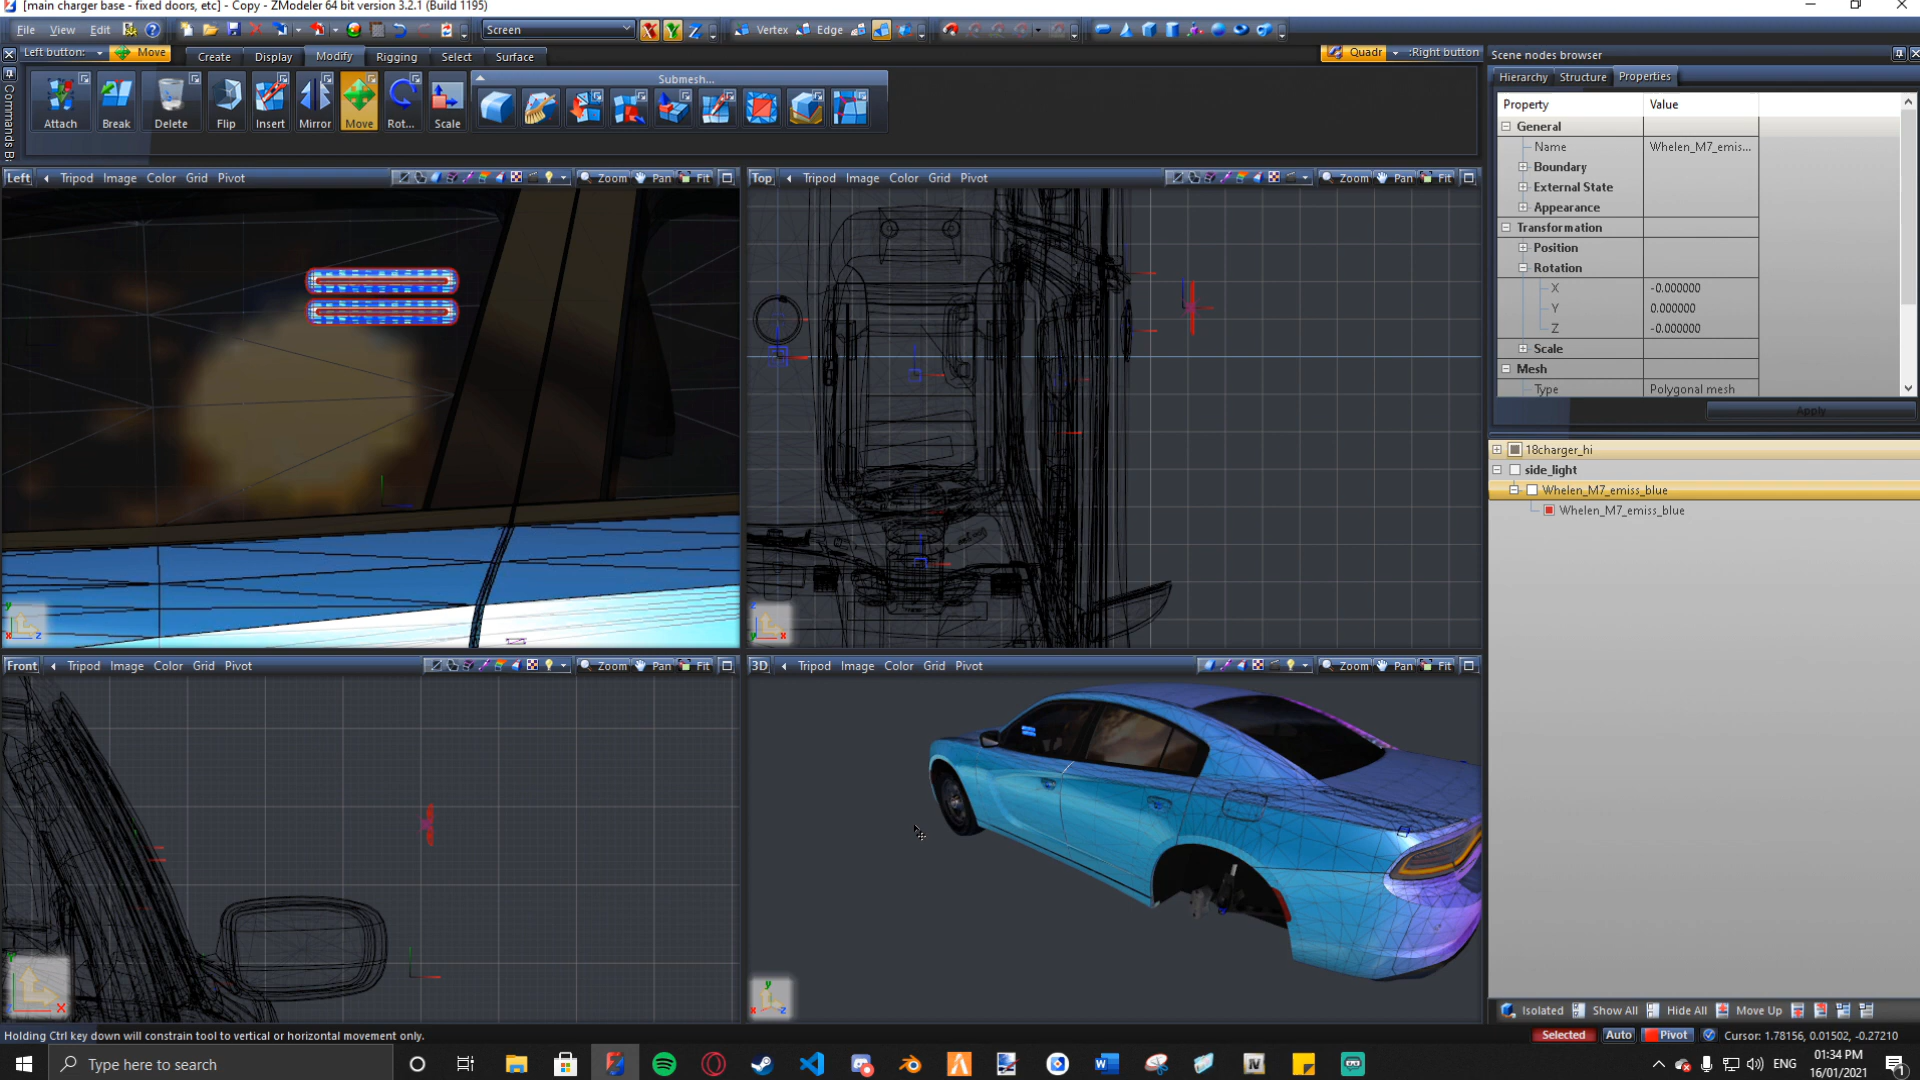 [main charger base - fixed doors, etc] - Copy - ZModeler 64 bit version 3.2.1 (Build 1195)
File View Edit Screen X Y Z Vertex Edge
Left button: Move Create Display Modify Rigging Select Surface Quadr :Right button
Commands B
Attach Break Delete Flip Insert Mirror Move Rot... Scale
Submesh...
Left Tripod Image Color Grid Pivot Zoom Pan Fit
Top Tripod Image Color Grid Pivot Zoom Pan Fit
Front Tripod Image Color Grid Pivot Zoom Pan Fit
3D Tripod Image Color Grid Pivot Zoom Pan Fit
Scene nodes browser
Hierarchy Structure Properties
Property Value
General
Name Whelen_M7_emis...
Boundary
External State
Appearance
Transformation
Position
Rotation
X -0.000000
Y 0.000000
Z -0.000000
Scale
Mesh
Type Polygonal mesh
Apply
18charger_hi
side_light
Whelen_M7_emiss_blue
Whelen_M7_emiss_blue
Isolated Show All Hide All Move Up
Holding Ctrl key down will constrain tool to vertical or horizontal movement only.
Selected Auto Pivot Cursor: 1.78156, 0.01502, -0.27210
Type here to search
ENG
01:34 PM
16/01/2021